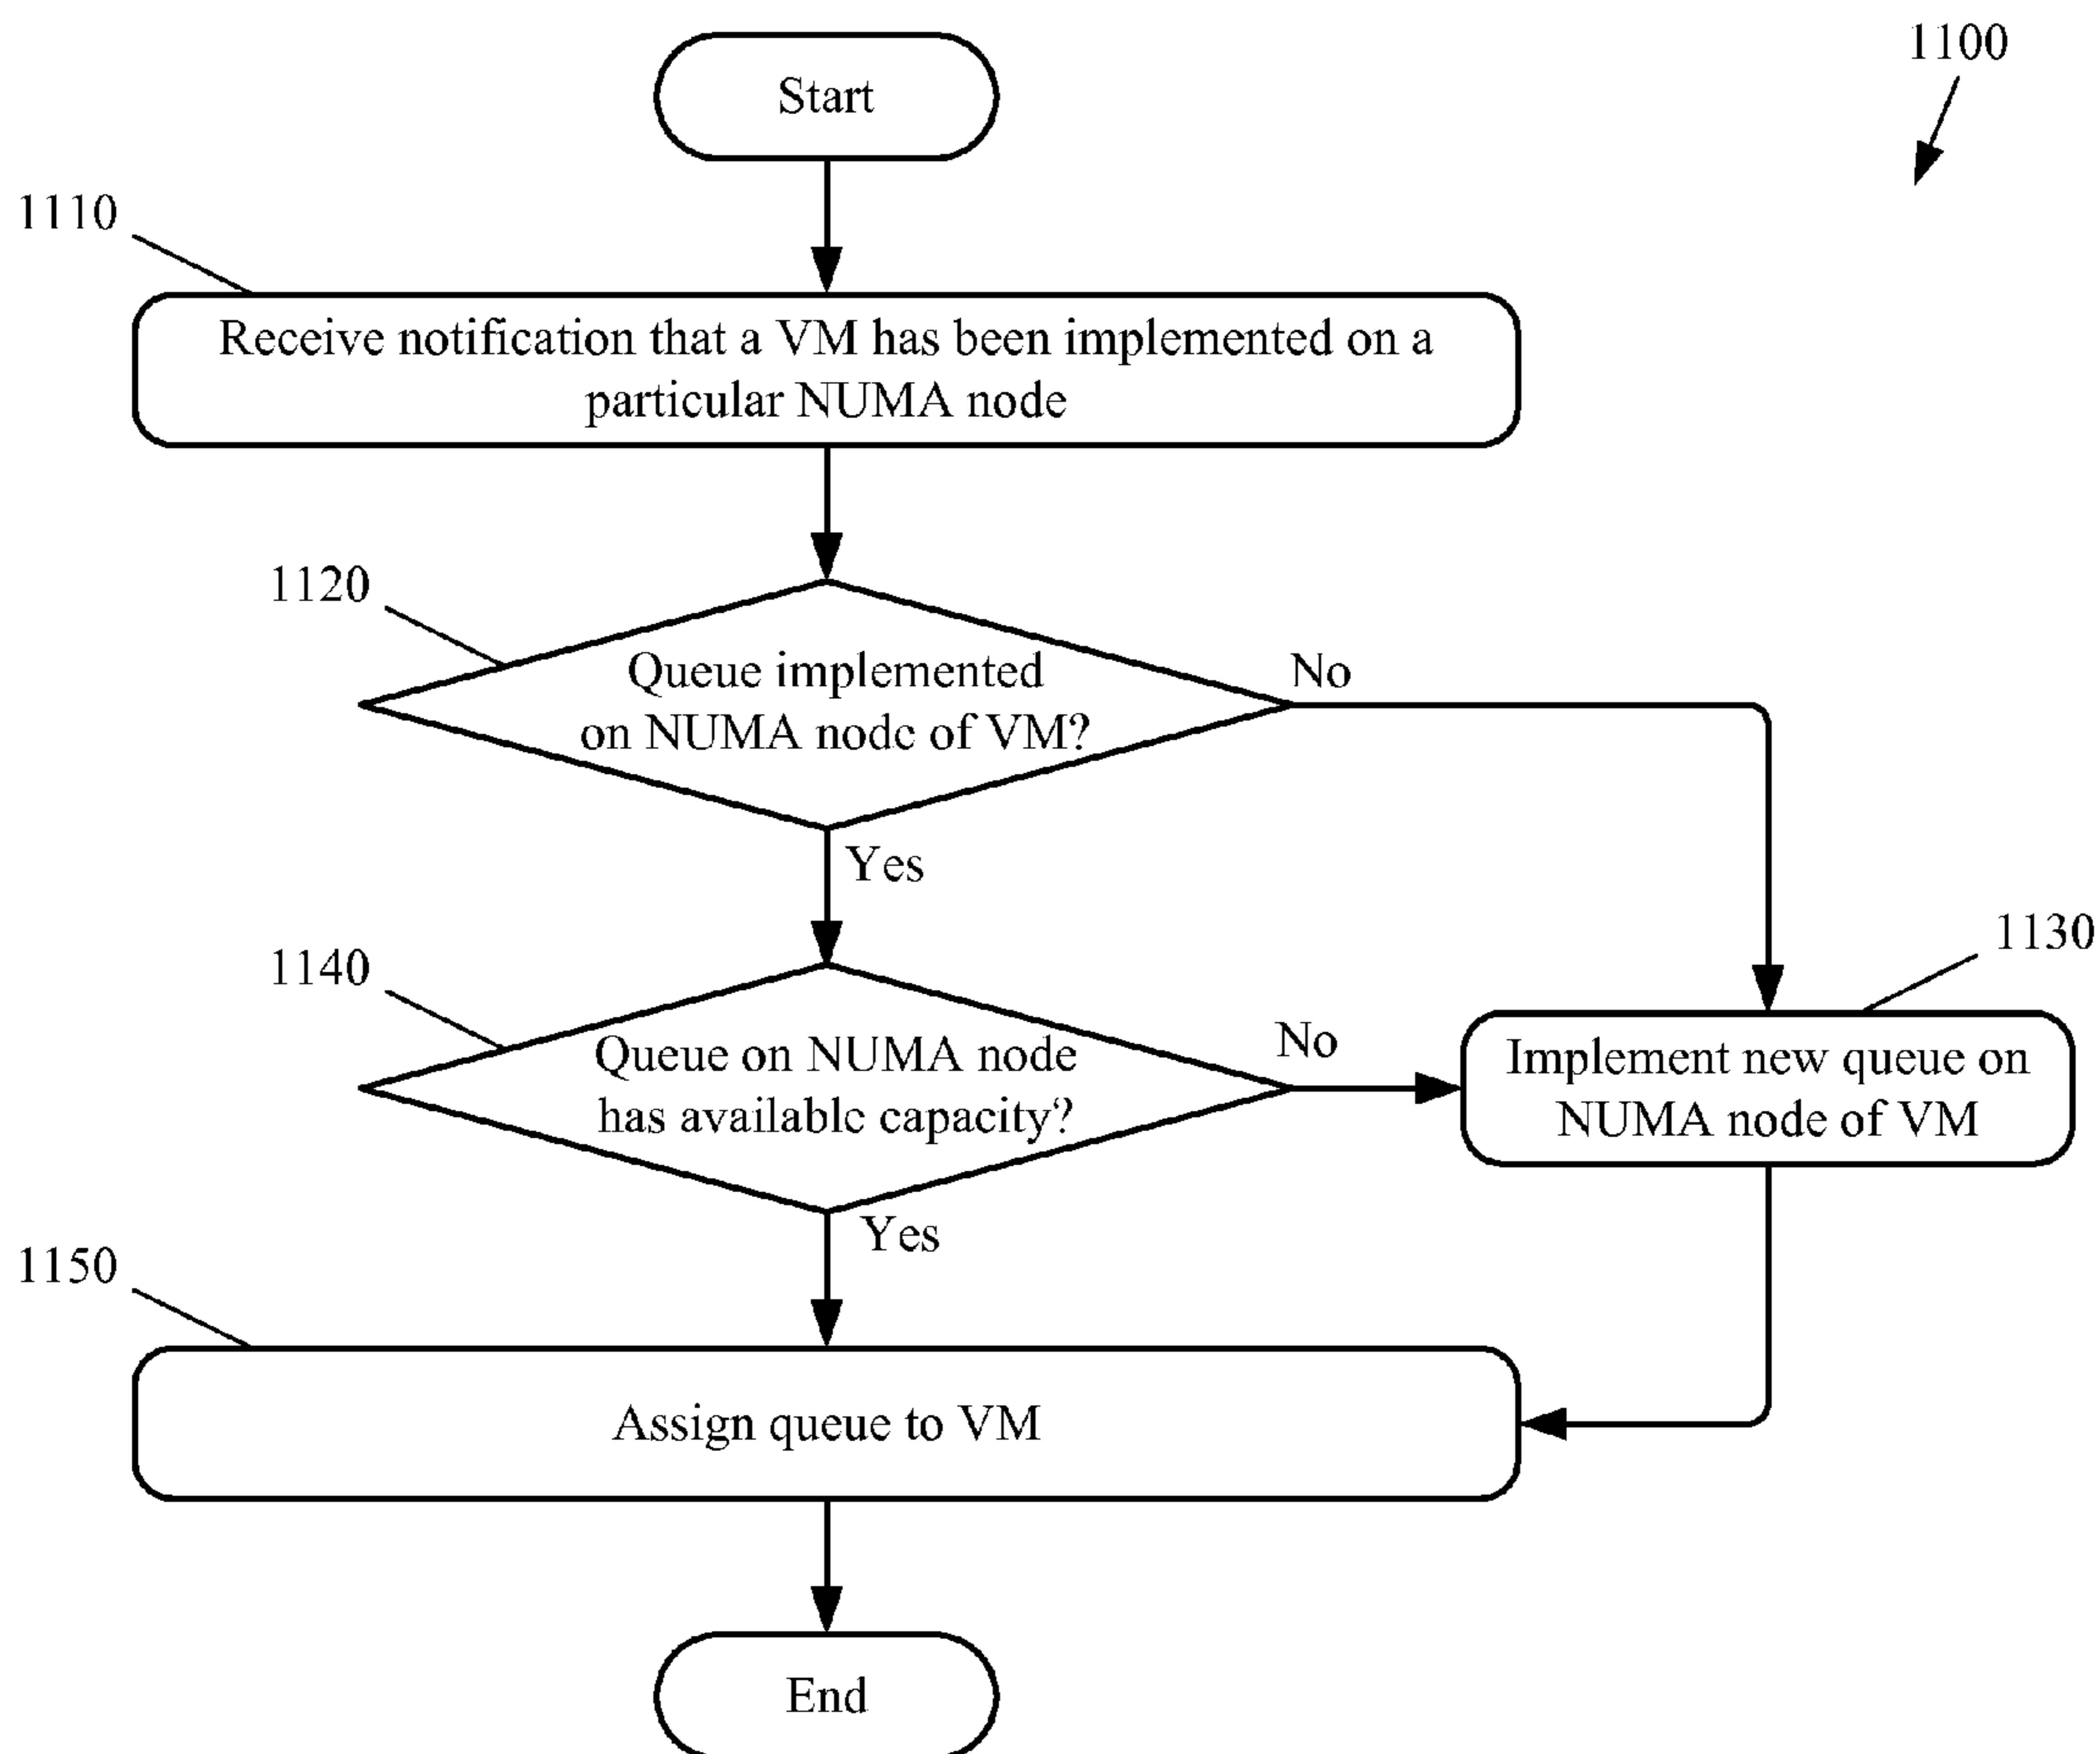 1100
Start
1110
Receive notification that a VM has been implemented on a
particular NUMA node
1120
Queue implemented
on NUMA node of VM?
No
Yes
1130
1140
Queue on NUMA node
has available capacity?
No
Implement new queue on
NUMA node of VM
Yes
1150
Assign queue to VM
End